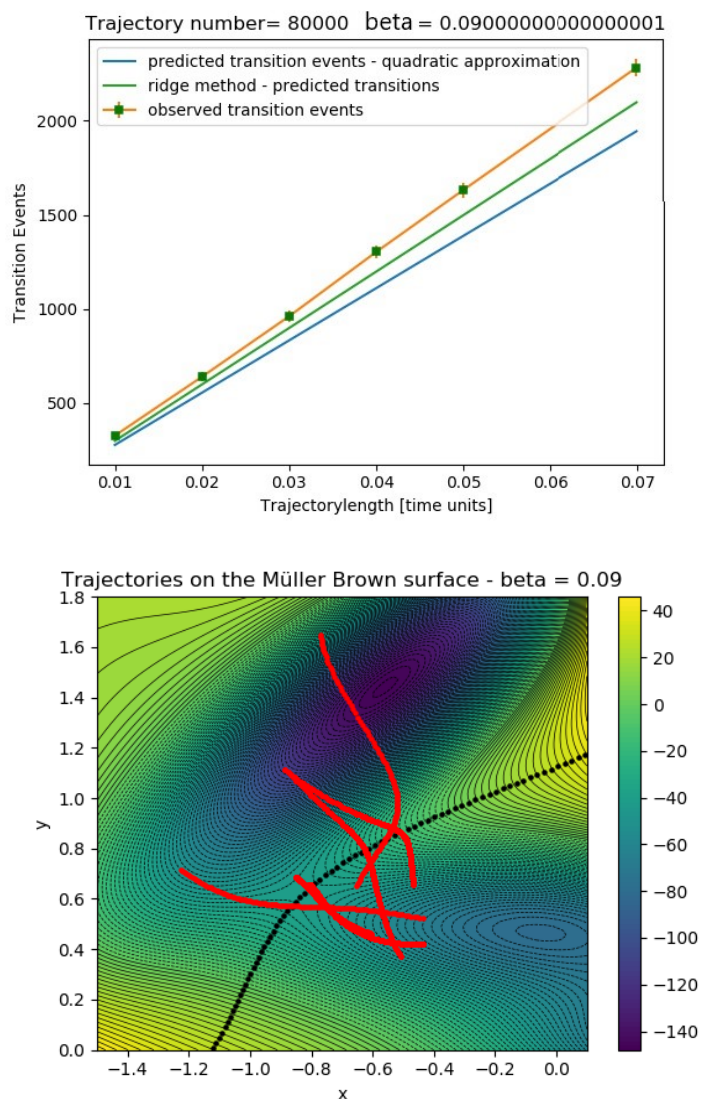 Trajectory number= 80000 beta = 0.09000000000000001
predicted transition events - quadratic approximation
ridge method - predicted transitions
observed transition events
Transition Events
2000
1500
1000
500
0.01 0.02 0.03 0.04 0.05 0.06 0.07
Trajectorylength [time units]
Trajectories on the Müller Brown surface - beta = 0.09
y
1.8
1.6
1.4
1.2
1.0
0.8
0.6
0.4
0.2
0.0
−1.4 −1.2 −1.0 −0.8 −0.6 −0.4 −0.2 0.0
x
40
20
0
−20
−40
−60
−80
−100
−120
−140